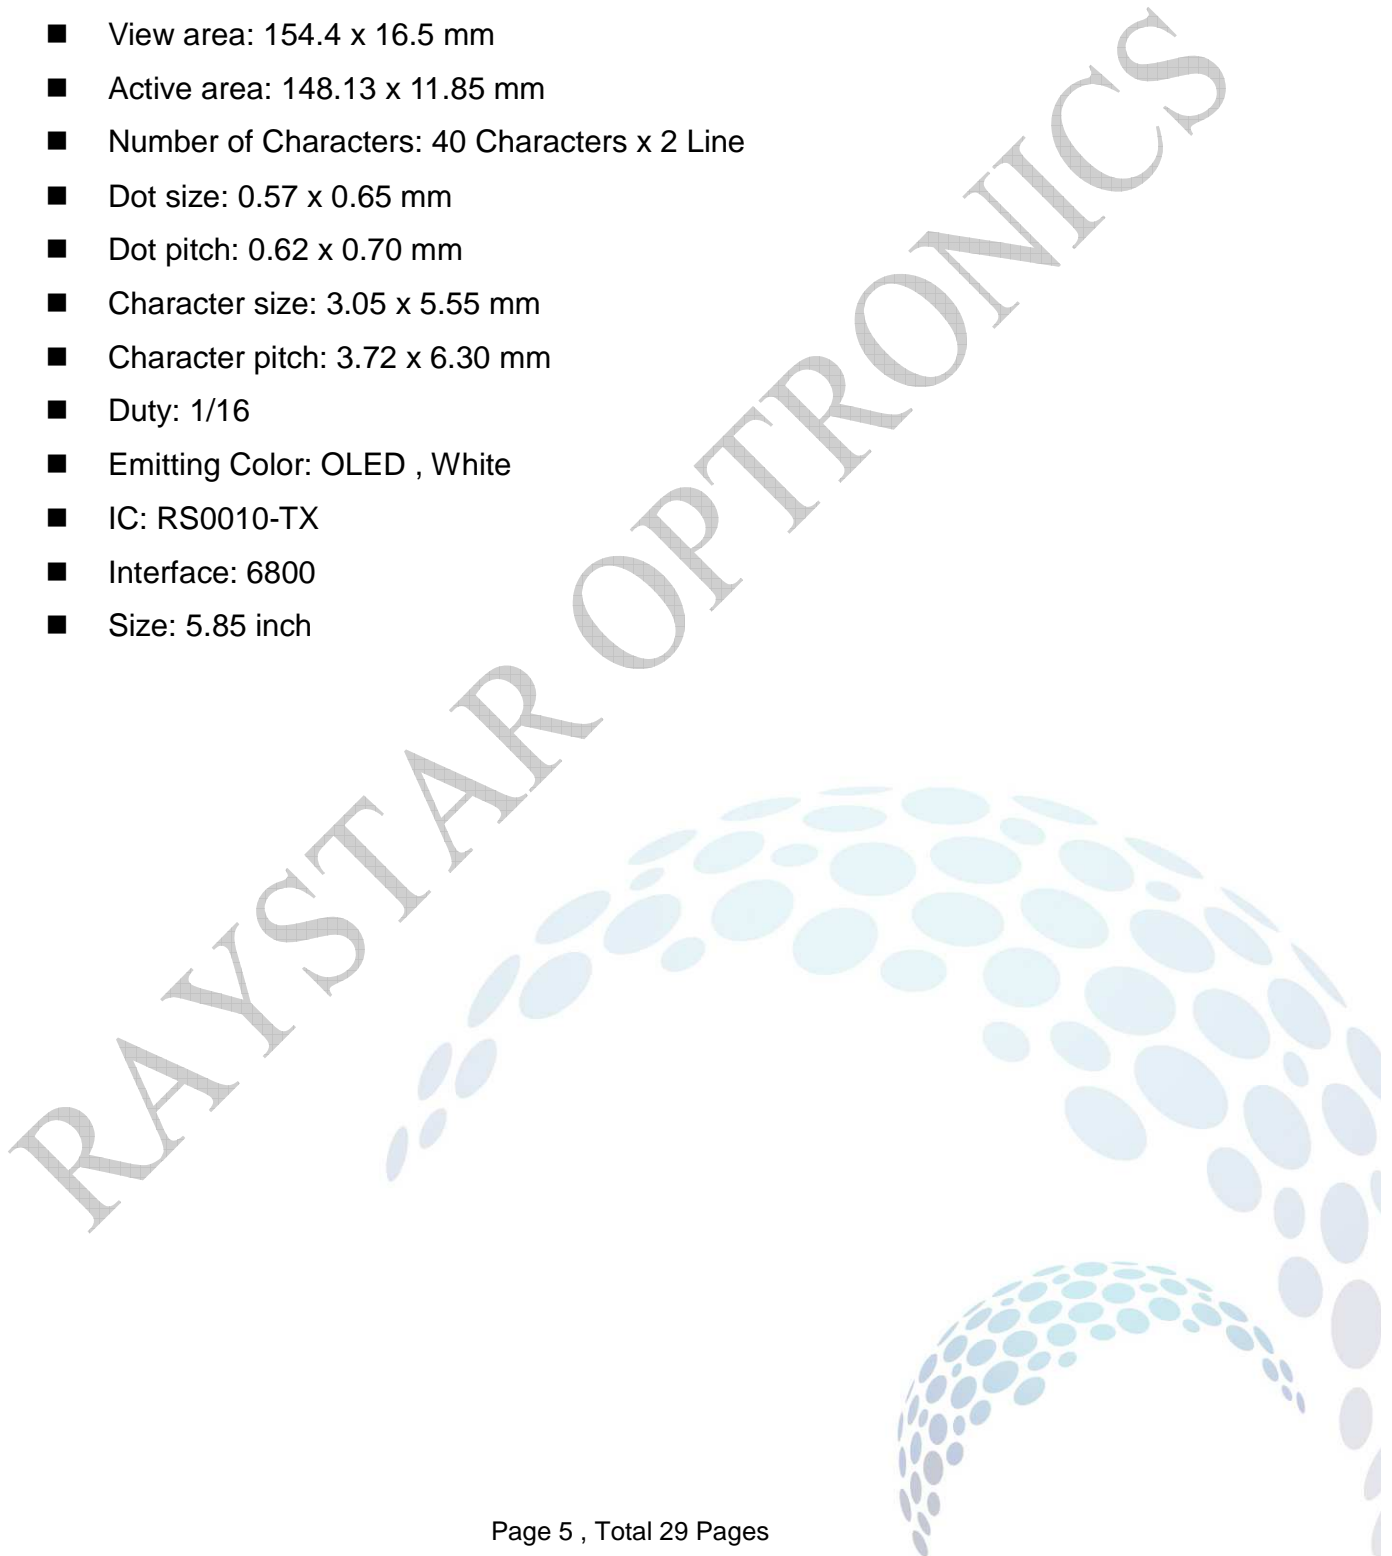 ■ View area: 154.4 x 16.5 mm
■ Active area: 148.13 x 11.85 mm
■ Number of Characters: 40 Characters x 2 Line
■ Dot size: 0.57 x 0.65 mm
■ Dot pitch: 0.62 x 0.70 mm
■ Character size: 3.05 x 5.55 mm
■ Character pitch: 3.72 x 6.30 mm
■ Duty: 1/16
■ Emitting Color: OLED , White
■ IC: RS0010-TX
■ Interface: 6800
■ Size: 5.85 inch
RAYSTAR OPTRONICS
Page 5 , Total 29 Pages